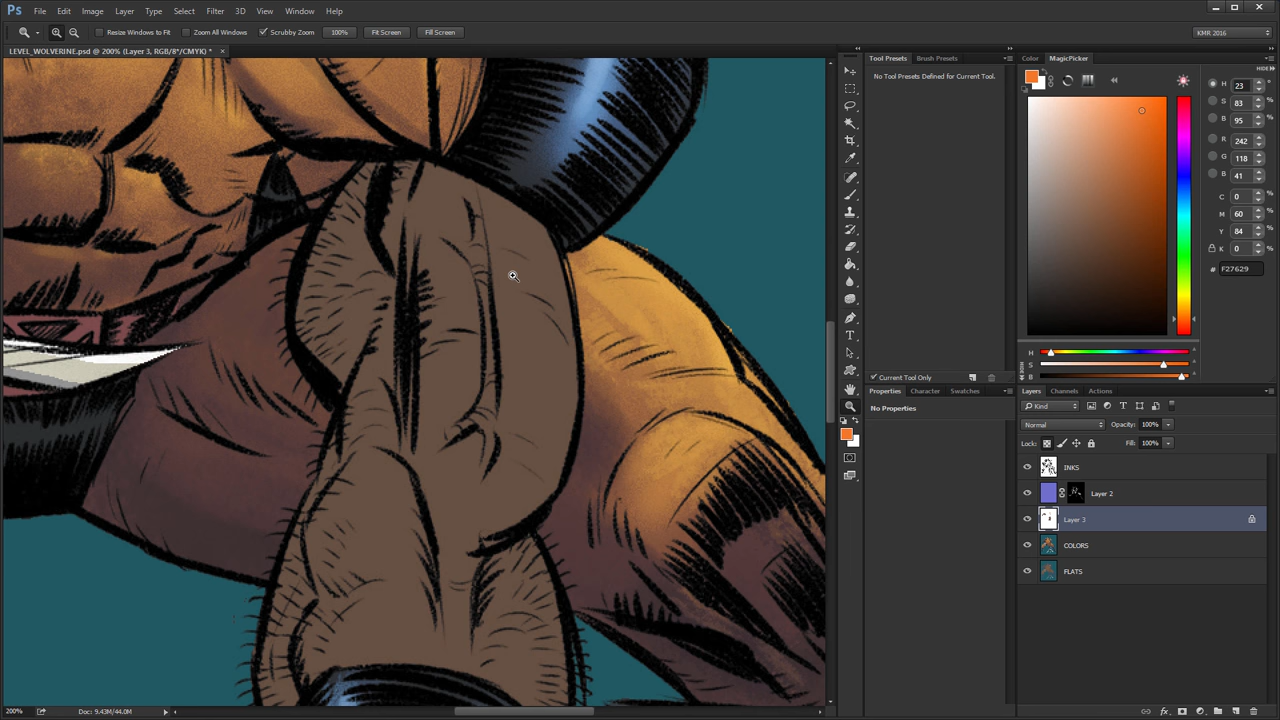 Ps File Edit Image Layer Type Select Filter 3D View Window Help
Resize Windows to Fit Zoom All Windows Scrubby Zoom 100% Fit Screen Fill Screen KMR 2016
LEVEL_WOLVERINE.psd @ 200% (Layer 3, RGB/8*/CMYK) * ×
Tool Presets Brush Presets
No Tool Presets Defined for Current Tool.
Current Tool Only
Properties Character Swatches
No Properties
Color MagicPicker
HIDE
H 23 °
S 83 %
B 95 %
R 242
G 118
B 41
C 0 %
M 60 %
Y 84 %
K 0 %
# F27629
H
S
B
Layers Channels Actions
Kind
Normal Opacity: 100%
Lock: Fill: 100%
INKS
Layer 2
Layer 3
COLORS
FLATS
200% Doc: 9.43M/44.0M